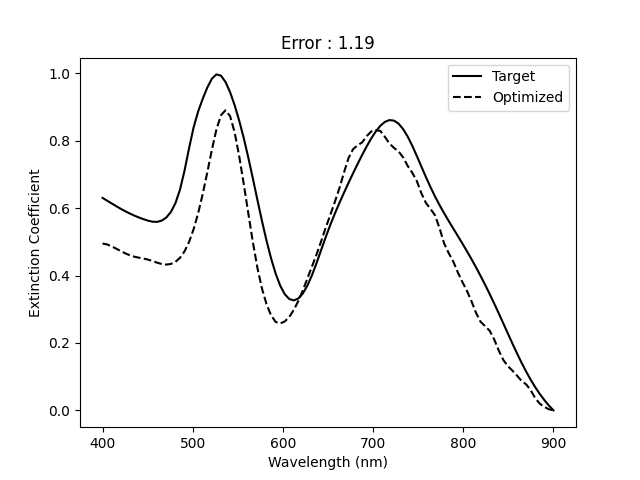 Error : 1.19
Target
Optimized
1.0
0.8
0.6
0.4
0.2
0.0
Extinction Coefficient
400 500 600 700 800 900
Wavelength (nm)